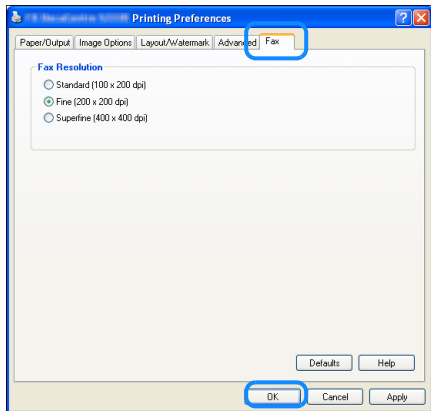 Printing Preferences
Paper/Output Image Options Layout/Watermark Advanced Fax
Fax Resolution
Standard (100 x 200 dpi)
Fine (200 x 200 dpi)
Superfine (400 x 400 dpi)
Defaults Help
OK Cancel Apply